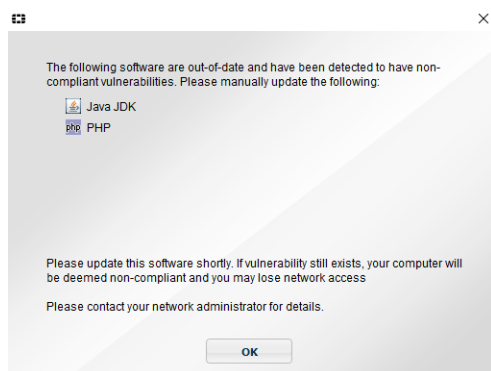 The following software are out-of-date and have been detected to have non-
compliant vulnerabilities. Please manually update the following:
Java JDK
php PHP
Please update this software shortly. If vulnerability still exists, your computer will
be deemed non-compliant and you may lose network access
Please contact your network administrator for details.
OK